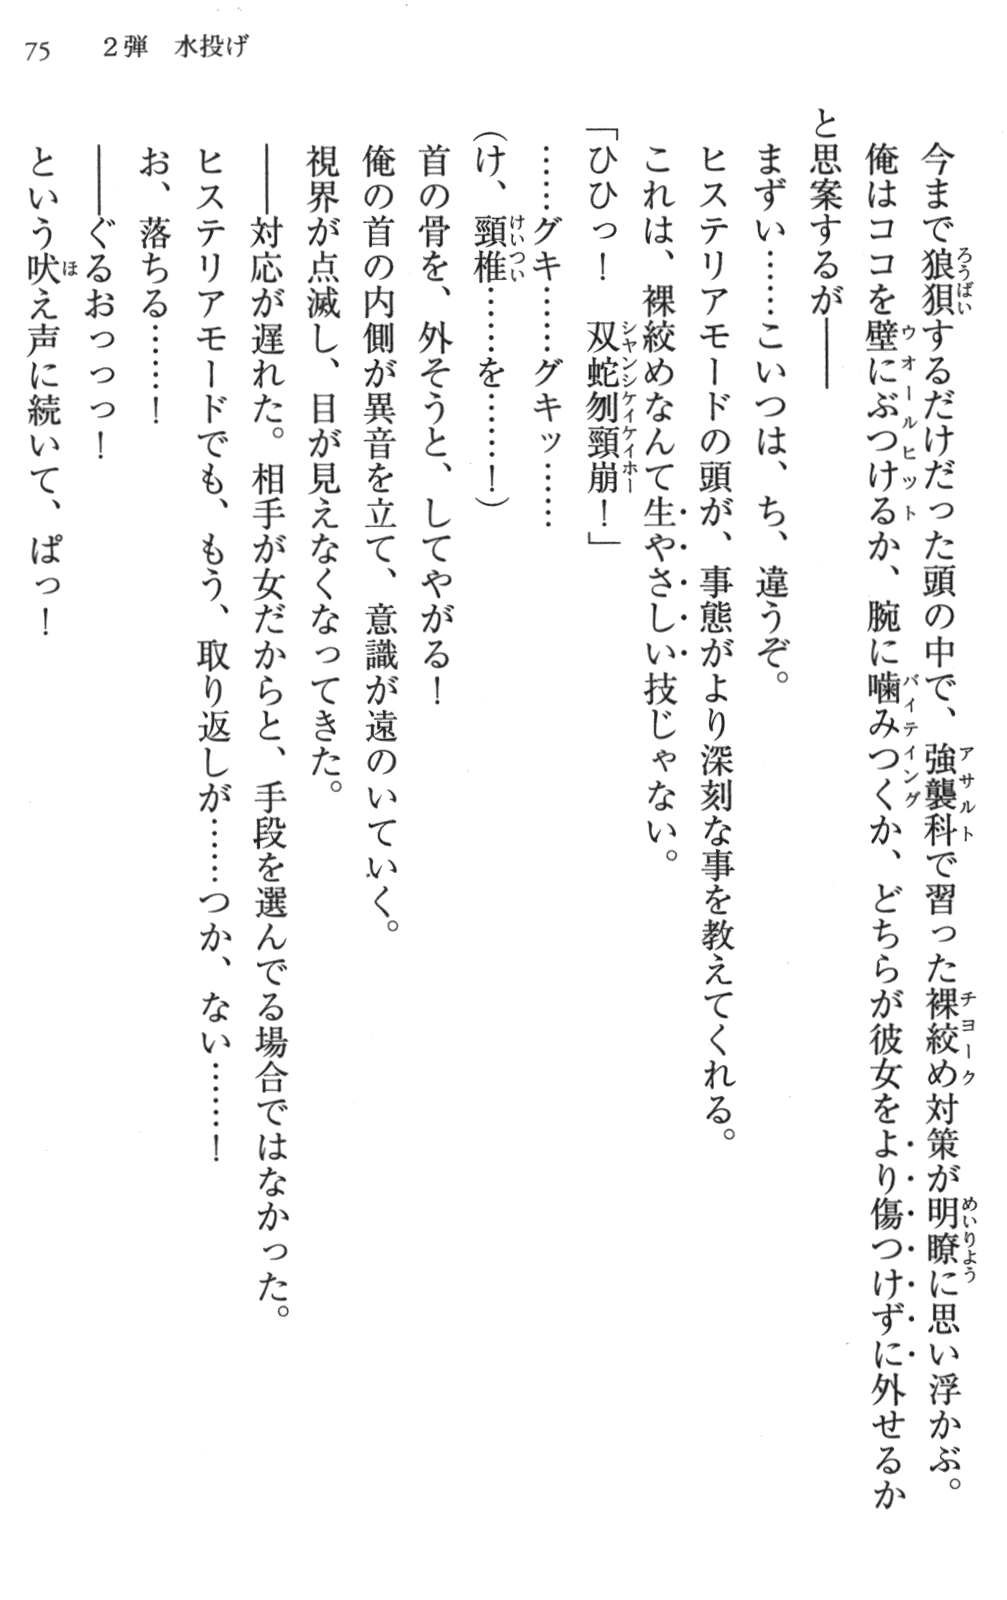 75　2弾　水投げ
今まで狼狽するだけだった頭の中で、強襲科で習った裸絞め対策が明瞭に思い浮かぶ。
俺はココを壁にぶつけるか、腕に噛みつくか、どちらが彼女をより傷つけずに外せるか
と思案するが――
まずい……こいつは、ち、違うぞ。
ヒステリアモードの頭が、事態がより深刻な事を教えてくれる。
これは、裸絞めなんて生やさしい技じゃない。
「ひひっ！　双蛇刎頸崩！」
……グキ……グキッ……
（け、頸椎……を……！）
首の骨を、外そうと、してやがる！
俺の首の内側が異音を立て、意識が遠のいていく。
視界が点滅し、目が見えなくなってきた。
――対応が遅れた。相手が女だからと、手段を選んでる場合ではなかった。
ヒステリアモードでも、もう、取り返しが……つか、ない……！
お、落ちる……！
――ぐるおっっっ！
という吠え声に続いて、ぱっ！